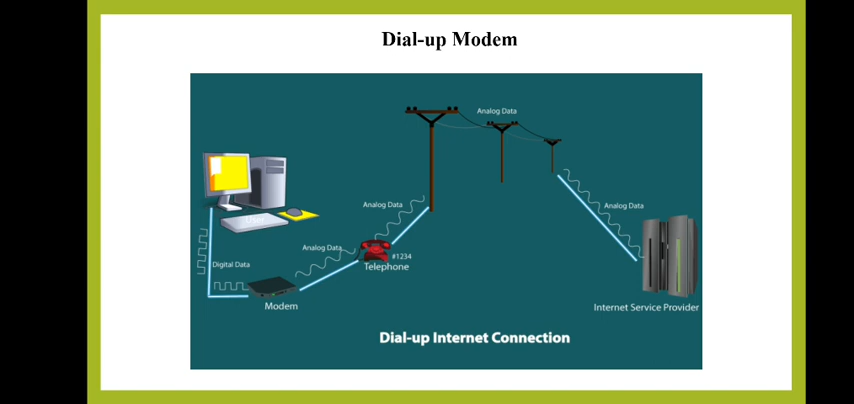 Dial-up Modem
Analog Data
User
Analog Data
Analog Data
Analog Data
#1234
Telephone
Digital Data
Modem
Internet Service Provider
Dial-up Internet Connection